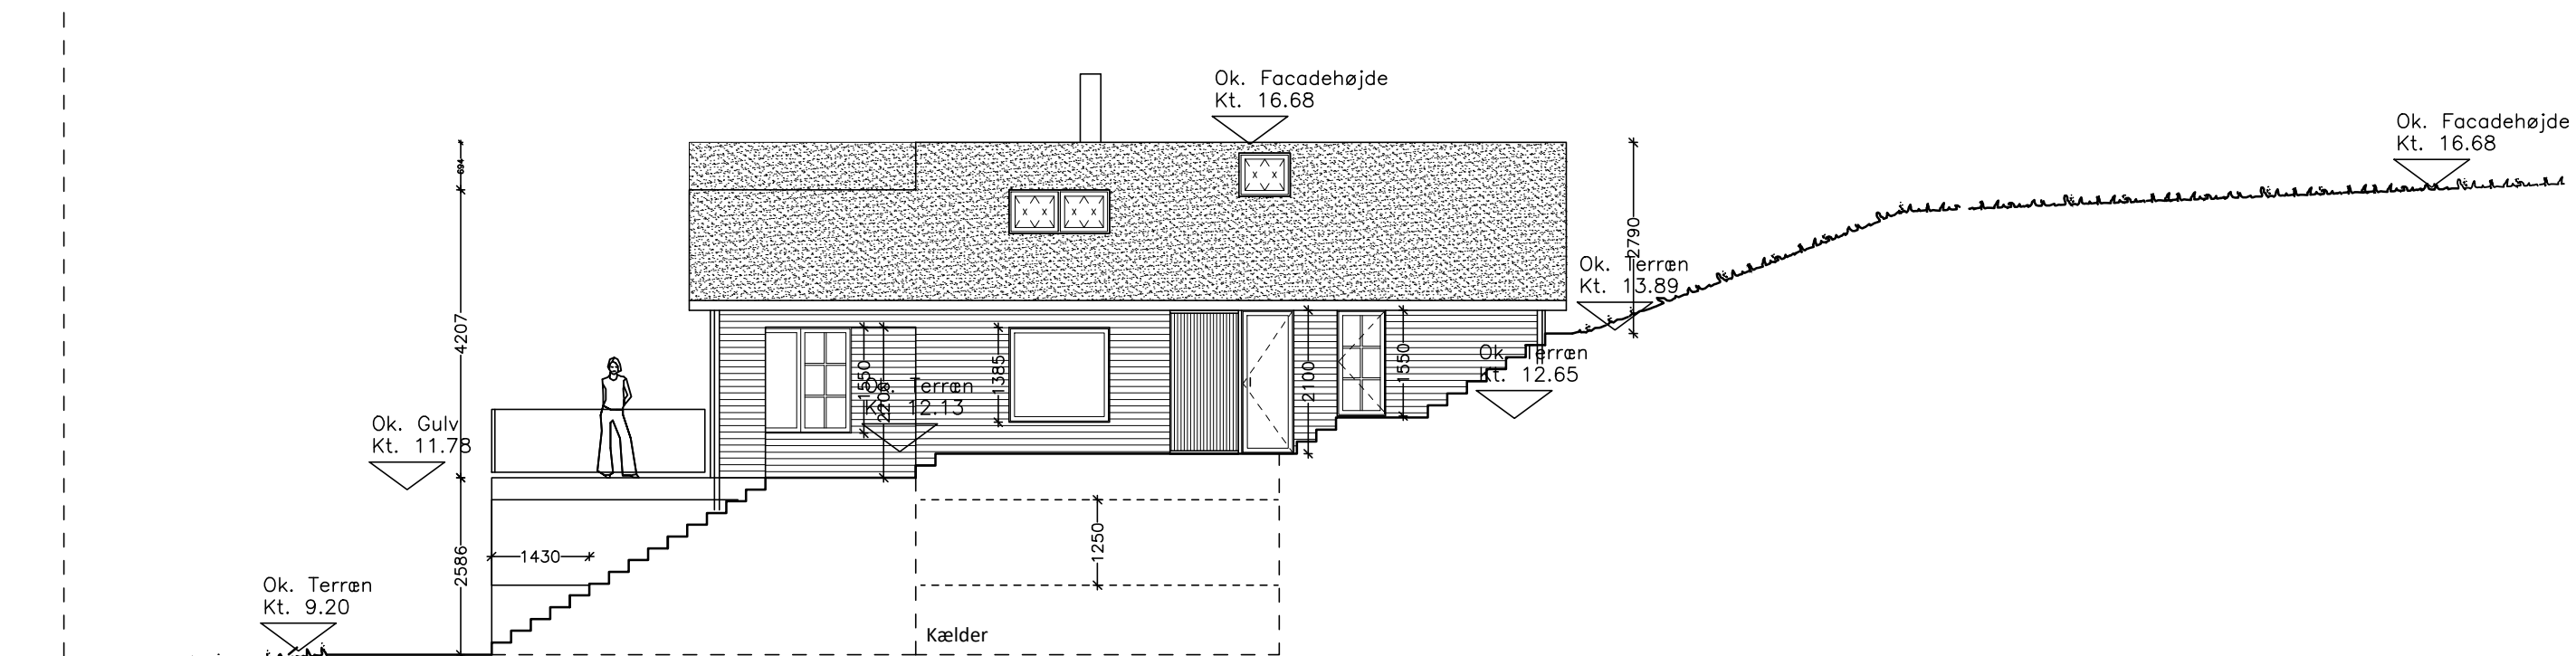 Ok. Facadehøjde
Kt. 16.68
Ok. Facadehøjde
Kt. 16.68
694
4207
2586
2790
Ok. Terræn
Kt. 13.89
Ok. Terræn
Kt. 12.65
1550
2206
Ok. Terræn
Kt. 12.13
1385
2100
1550
Ok. Gulv
Kt. 11.78
1430
1250
Ok. Terræn
Kt. 9.20
Kælder